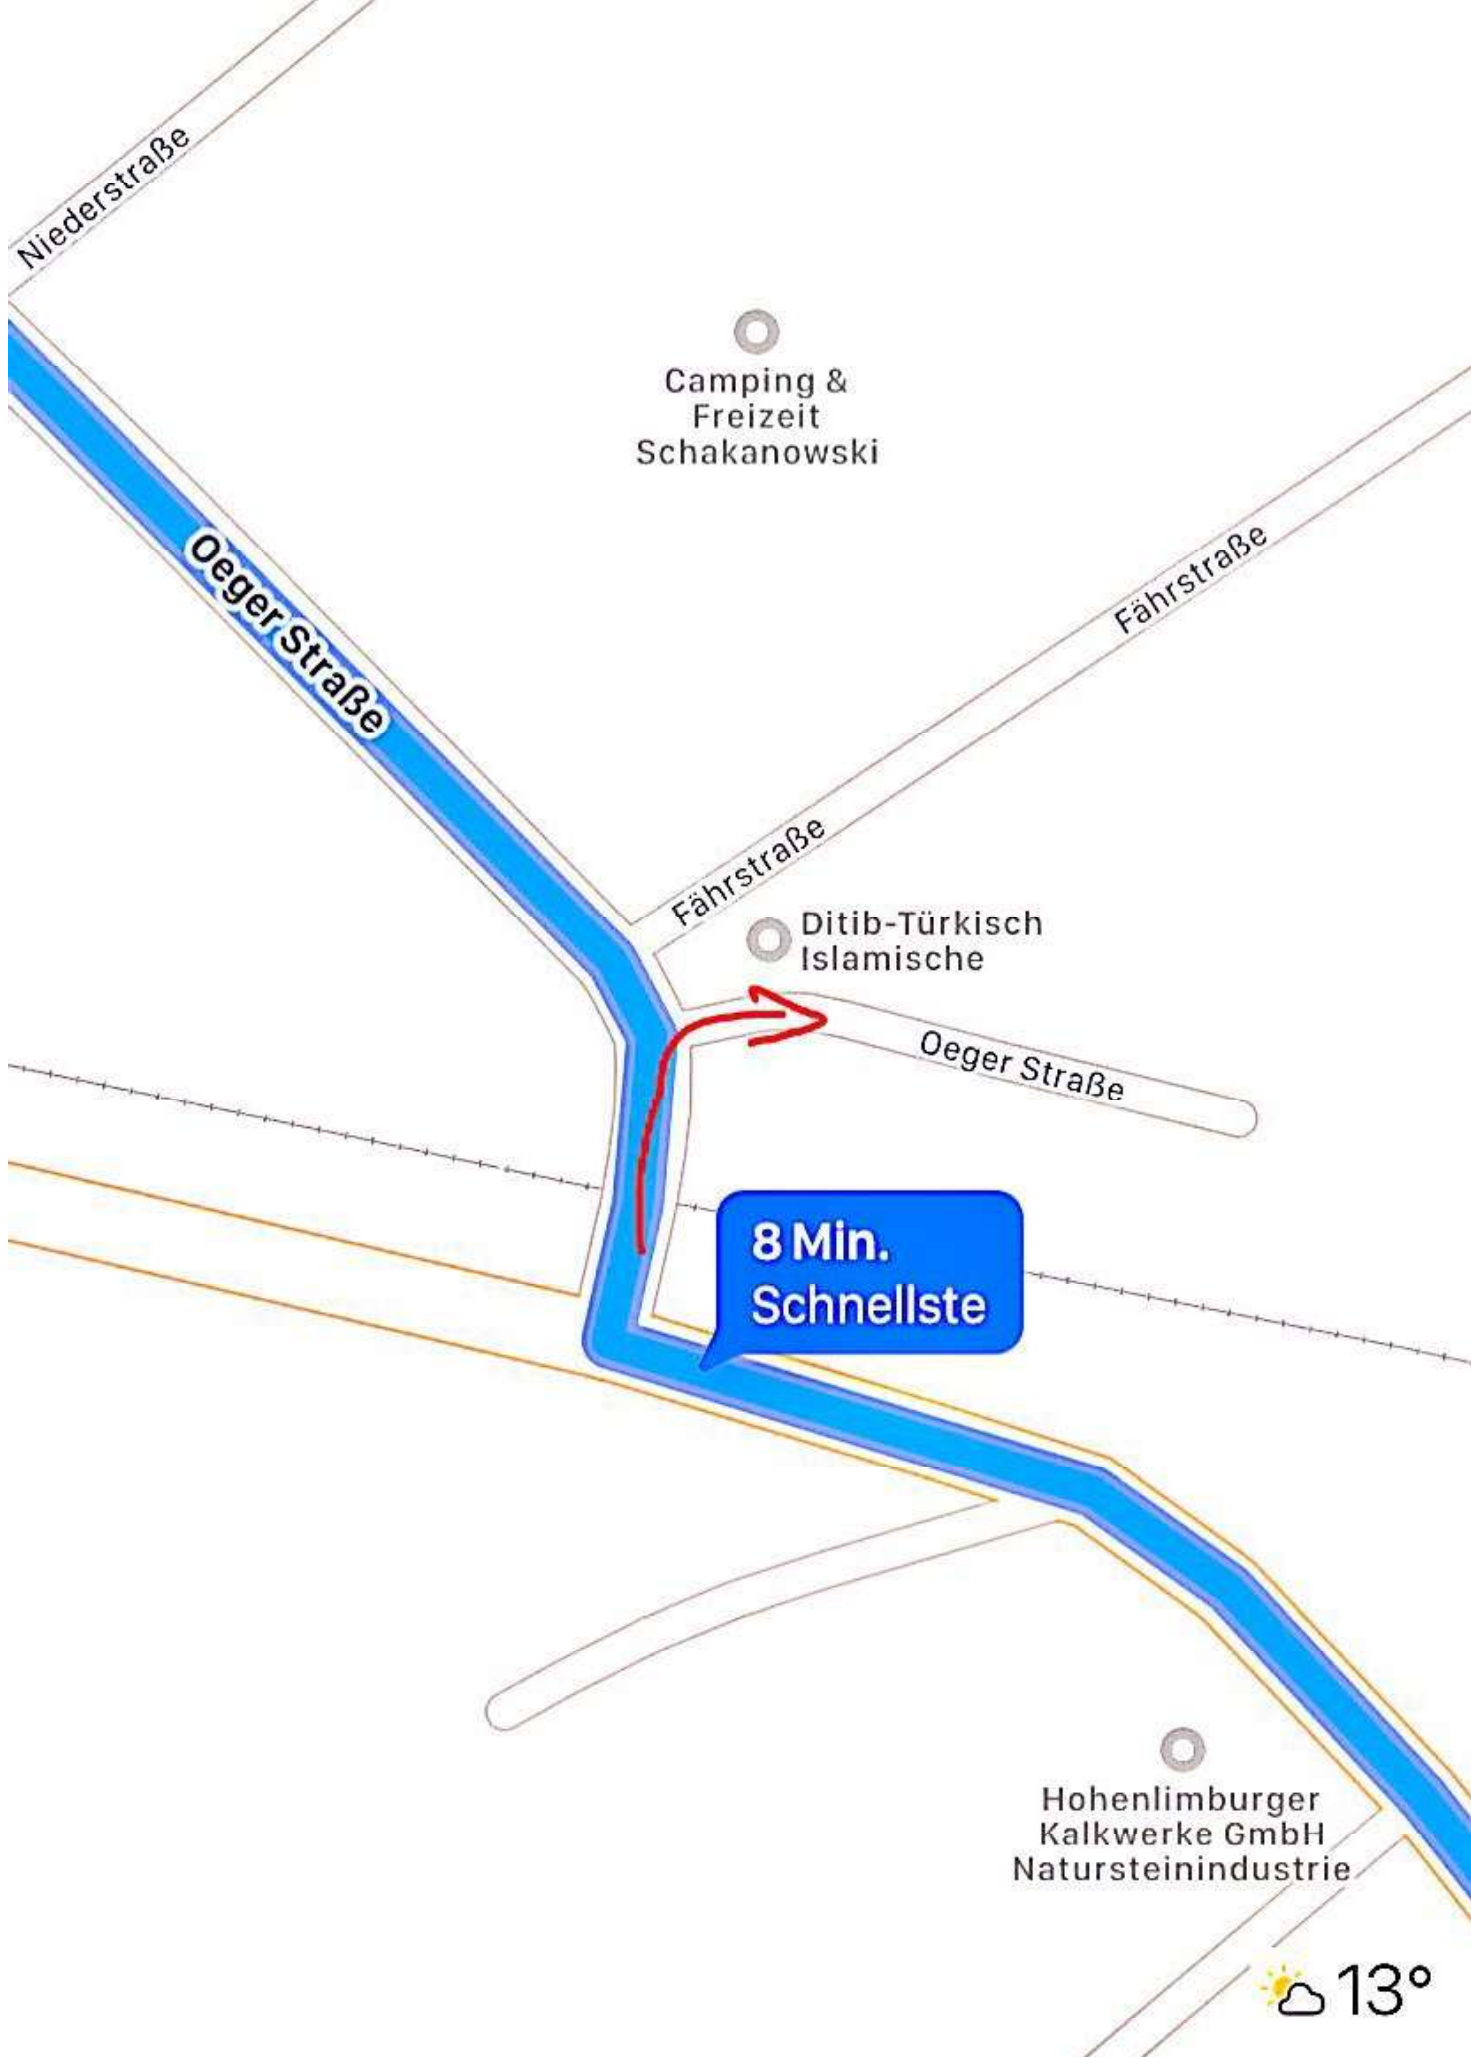 Niederstraße
Camping &
Freizeit
Schakanowski
Fährstraße
Oeger Straße
Fährstraße
Ditib-Türkisch
Islamische
Oeger Straße
8 Min.
Schnellste
Hohenlimburger
Kalkwerke GmbH
Natursteinindustrie
13°